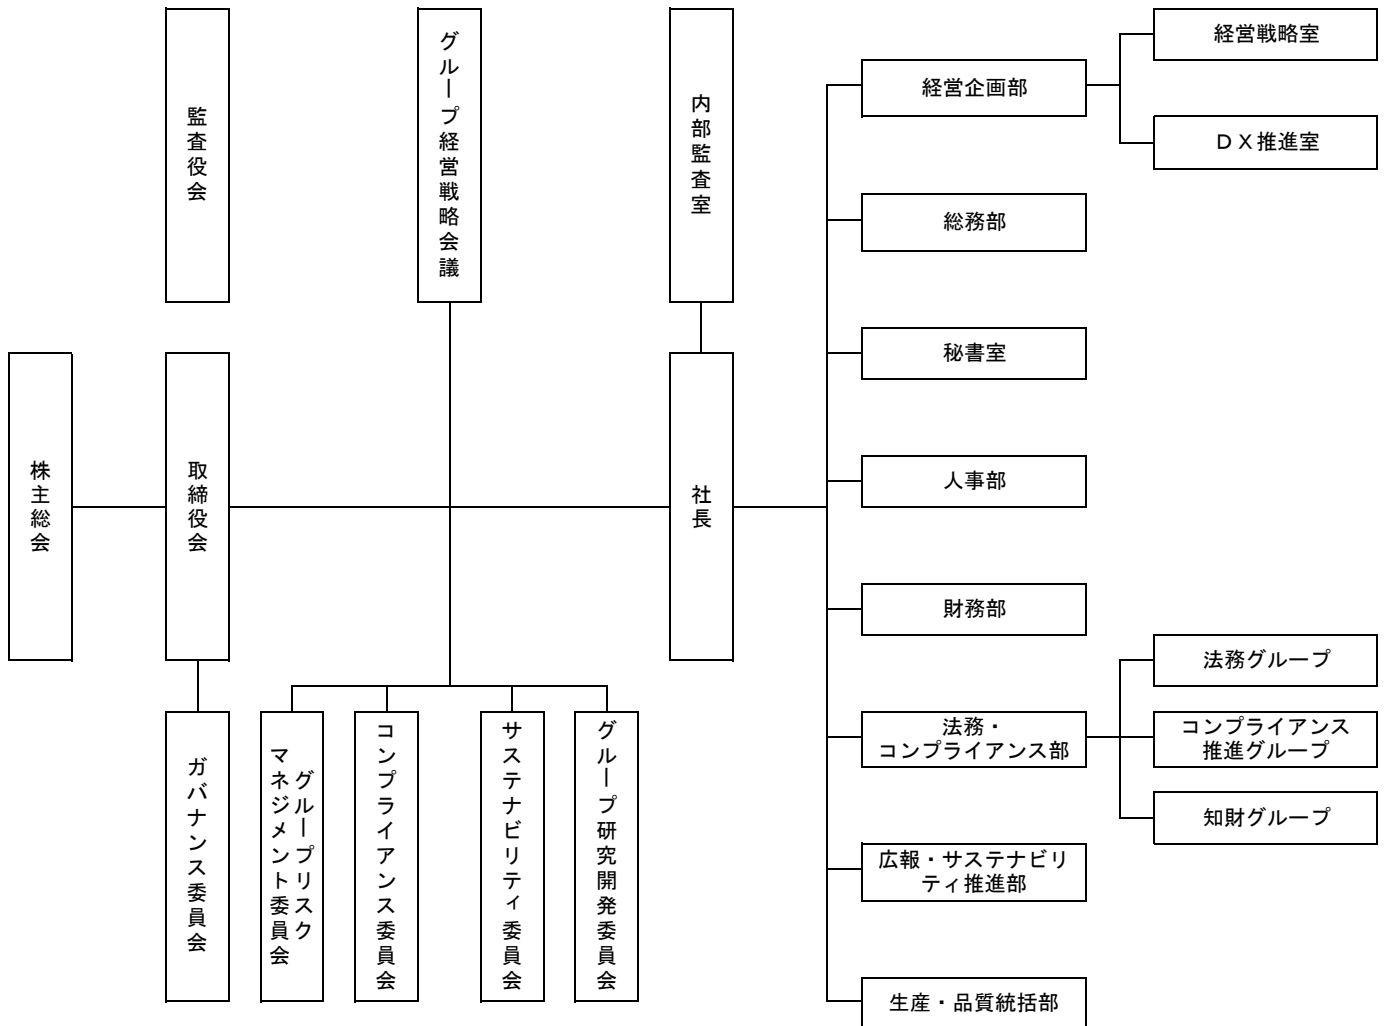 監査役会
グループ経営戦略会議
内部監査室
株主総会
取締役会
社長
ガバナンス委員会
グループリスク
マネジメント委員会
コンプライアンス委員会
サステナビリティ委員会
グループ研究開発委員会
経営企画部
経営戦略室
ＤＸ推進室
総務部
秘書室
人事部
財務部
法務・
コンプライアンス部
法務グループ
コンプライアンス
推進グループ
知財グループ
広報・サステナビリ
ティ推進部
生産・品質統括部